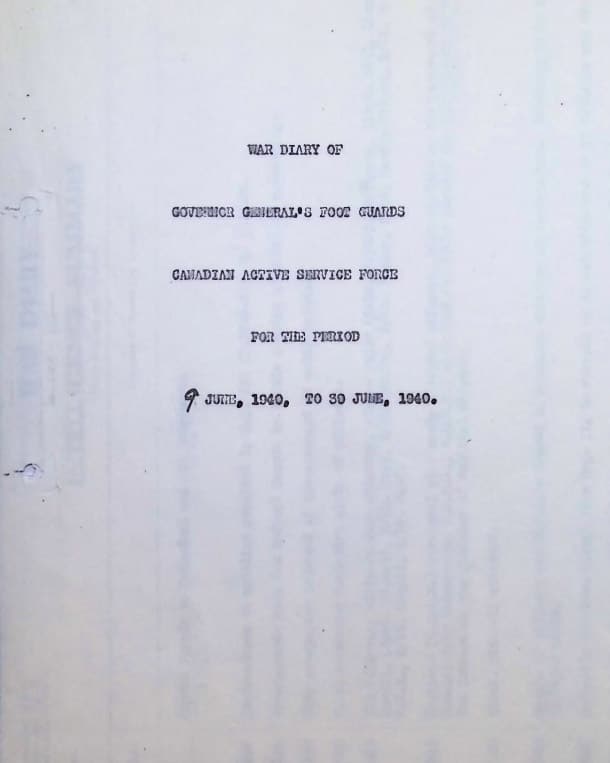 WAR DIARY OF
GOVERNOR GENERAL'S FOOT GUARDS
CANADIAN ACTIVE SERVICE FORCE
FOR THE PERIOD
9 JUNE, 1940, TO 30 JUNE, 1940.